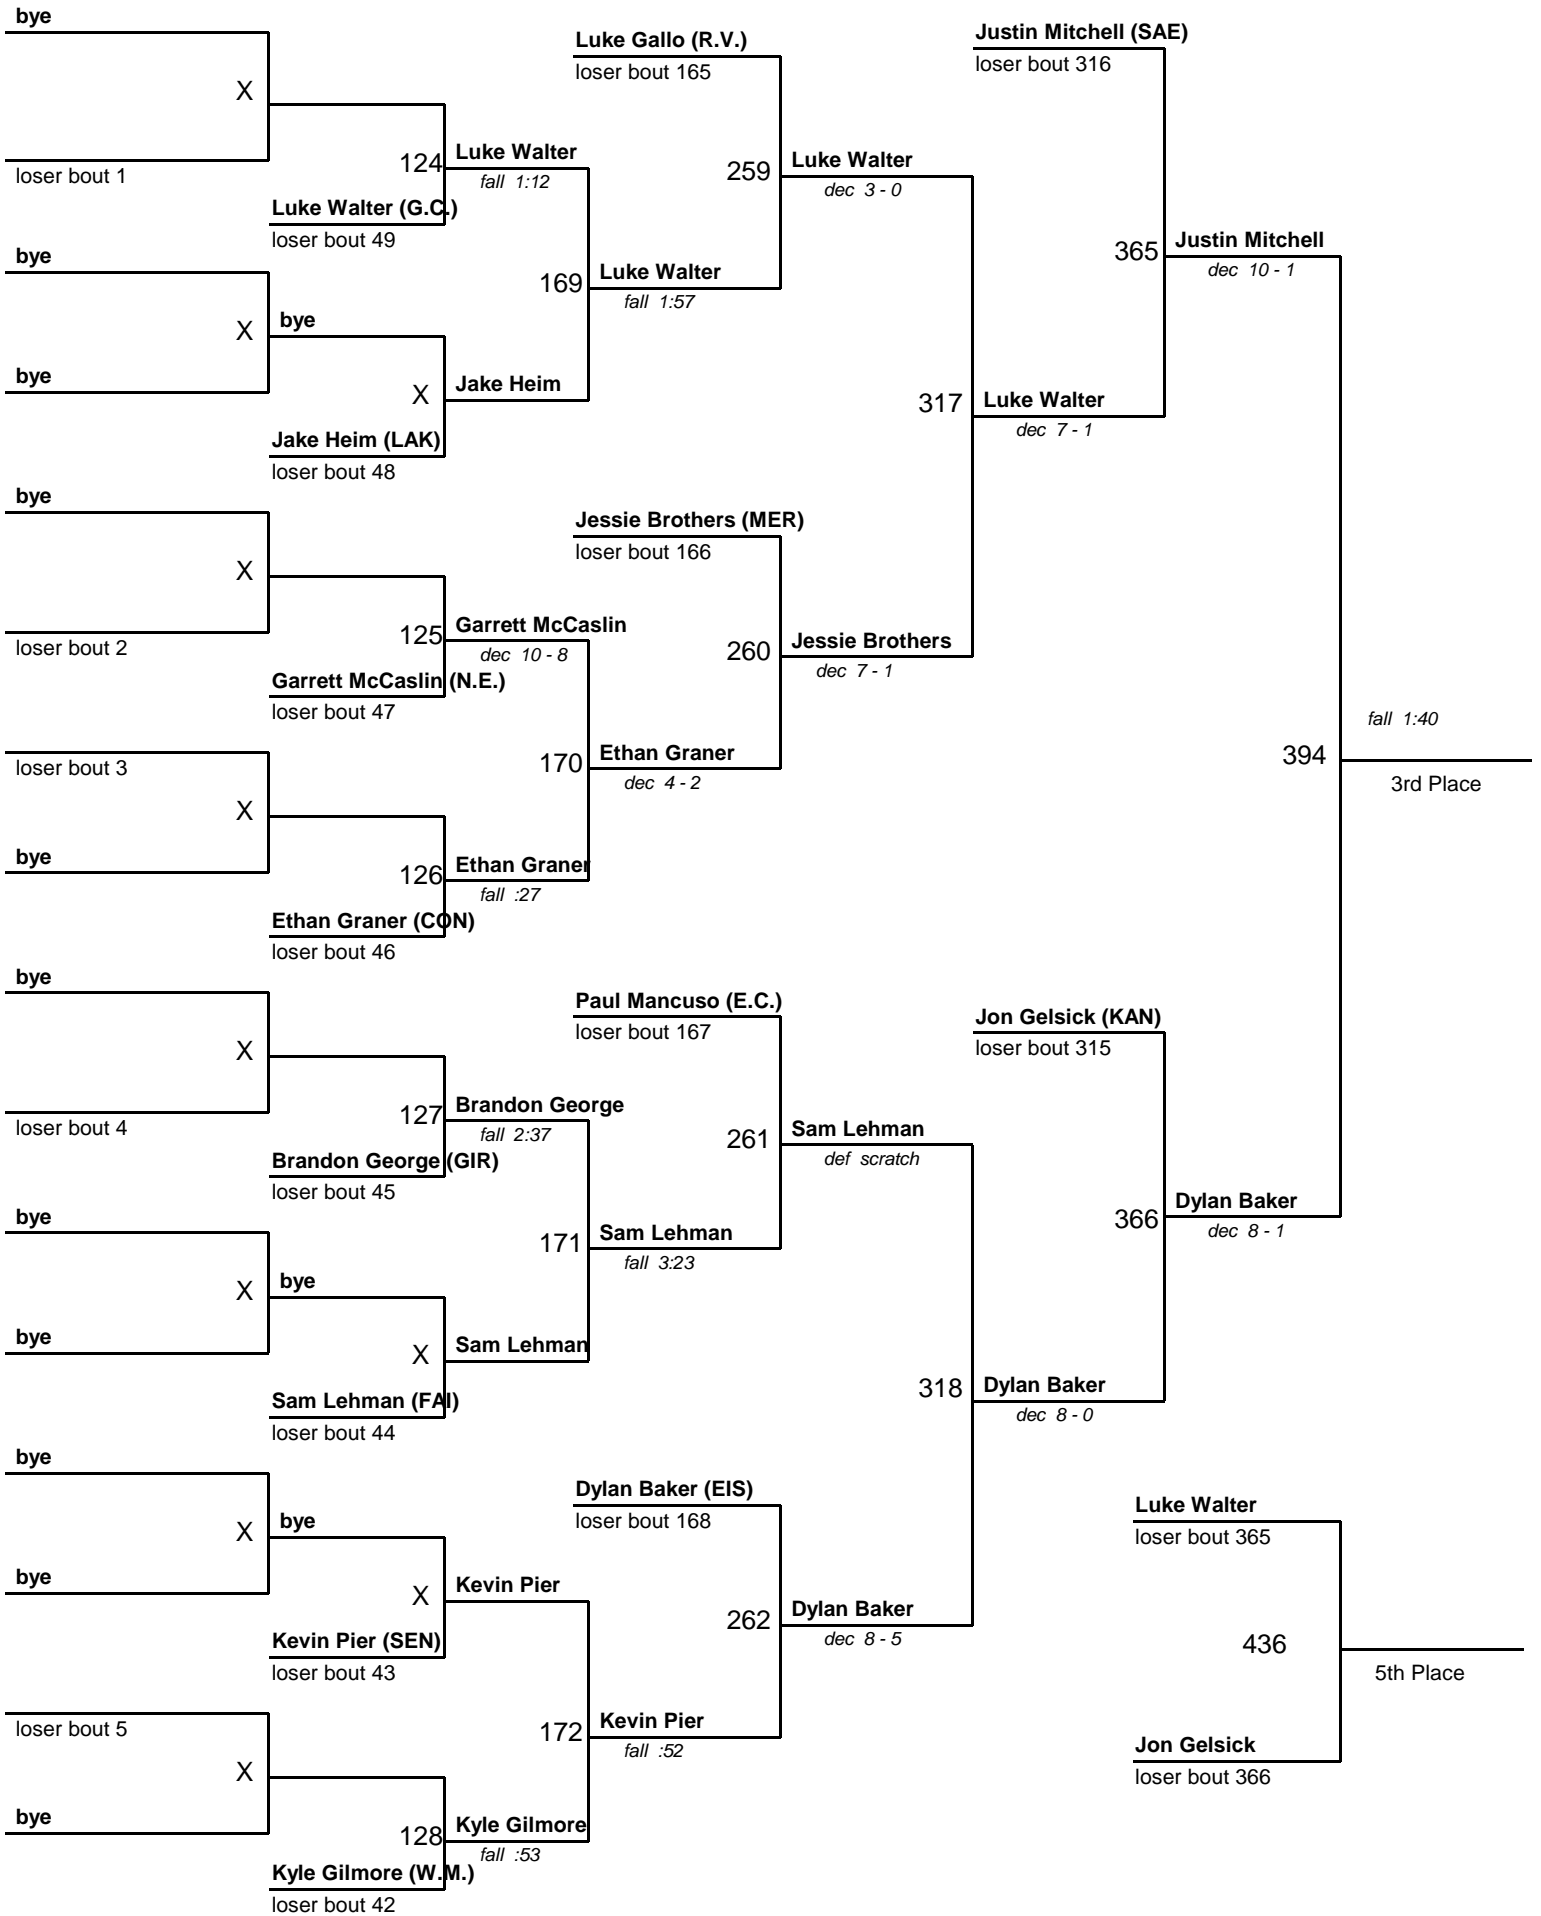 bye
Luke Gallo (R.V.)
Justin Mitchell (SAE)
loser bout 165
loser bout 316
X
124
Luke Walter
259
Luke Walter
loser bout 1
fall 1:12
dec 3 - 0
Luke Walter (G.C.)
loser bout 49
365
Justin Mitchell
bye
dec 10 - 1
169
Luke Walter
fall 1:57
X
bye
bye
X
Jake Heim
317
Luke Walter
dec 7 - 1
Jake Heim (LAK)
loser bout 48
bye
Jessie Brothers (MER)
loser bout 166
X
125
Garrett McCaslin
dec 10 - 8
260
Jessie Brothers
dec 7 - 1
loser bout 2
Garrett McCaslin (N.E.)
loser bout 47
fall 1:40
170
Ethan Graner
dec 4 - 2
394
3rd Place
loser bout 3
X
bye
126
Ethan Graner
fall :27
Ethan Graner (CON)
loser bout 46
bye
Paul Mancuso (E.C.)
Jon Gelsick (KAN)
loser bout 167
loser bout 315
X
127
Brandon George
fall 2:37
261
Sam Lehman
def scratch
loser bout 4
Brandon George (GIR)
loser bout 45
366
Dylan Baker
dec 8 - 1
bye
171
Sam Lehman
fall 3:23
X
bye
bye
X
Sam Lehman
318
Dylan Baker
dec 8 - 0
Sam Lehman (FAI)
loser bout 44
bye
Dylan Baker (EIS)
Luke Walter
loser bout 168
loser bout 365
X
bye
bye
X
Kevin Pier
262
Dylan Baker
dec 8 - 5
Kevin Pier (SEN)
loser bout 43
436
5th Place
loser bout 5
172
Kevin Pier
fall :52
Jon Gelsick
loser bout 366
X
bye
128
Kyle Gilmore
fall :53
Kyle Gilmore (W.M.)
loser bout 42